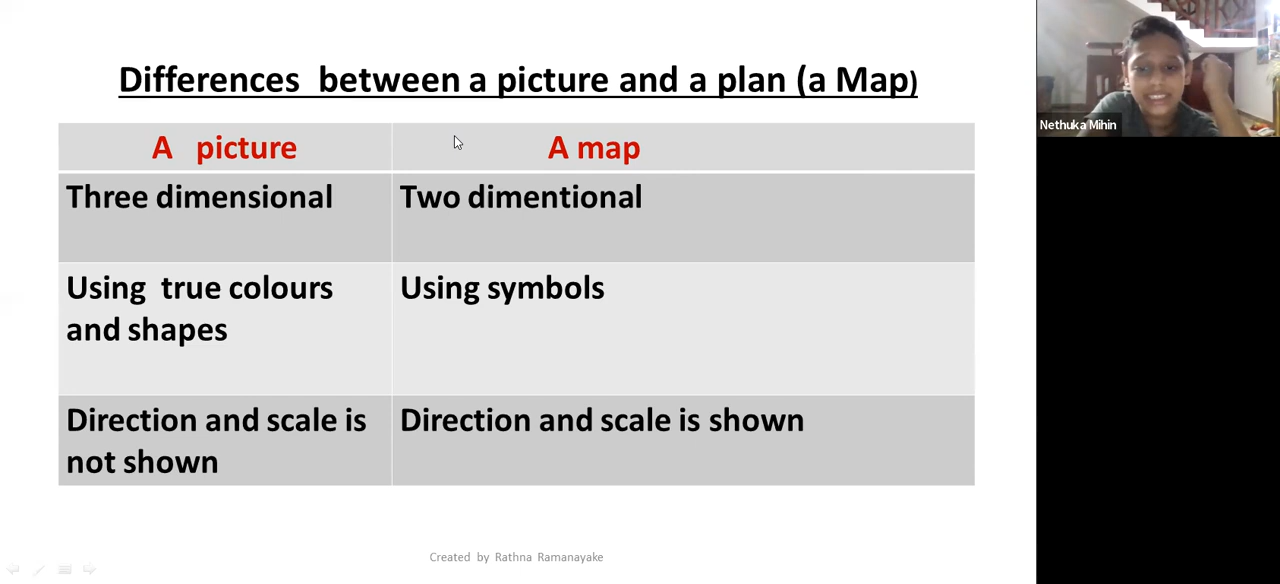 Differences between a picture and a plan (a Map)
A picture
A map
Three dimensional
Two dimentional
Using true colours
and shapes
Using symbols
Direction and scale is
not shown
Direction and scale is shown
Created by Rathna Ramanayake
Nethuka Mihin